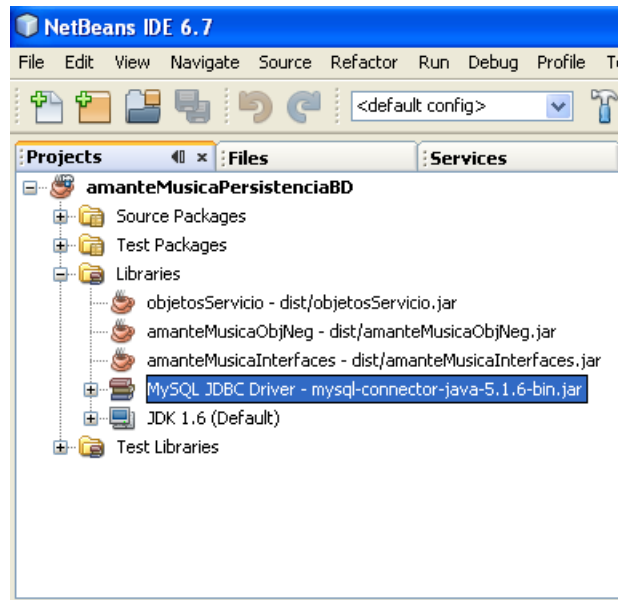 NetBeans IDE 6.7
File Edit View Navigate Source Refactor Run Debug Profile
<default config>
Projects Files Services
amanteMusicaPersistenciaBD
Source Packages
Test Packages
Libraries
objetosServicio - dist/objetosServicio.jar
amanteMusicaObjNeg - dist/amanteMusicaObjNeg.jar
amanteMusicaInterfaces - dist/amanteMusicaInterfaces.jar
MySQL JDBC Driver - mysql-connector-java-5.1.6-bin.jar
JDK 1.6 (Default)
Test Libraries